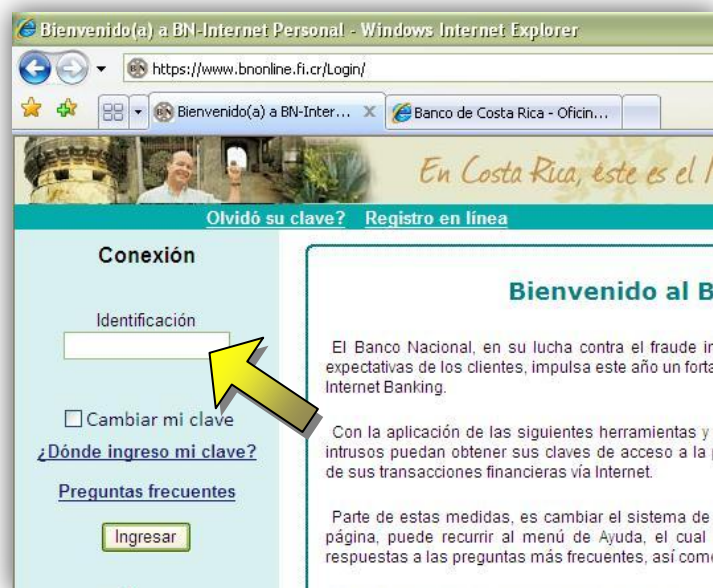 Bienvenido(a) a BN-Internet Personal - Windows Internet Explorer
https://www.bnonline.fi.cr/Login/
Bienvenido(a) a BN-Inter... X Banco de Costa Rica - Oficin...
En Costa Rica, éste es el
Olvidó su clave? Registro en línea
Conexión
Identificación
Cambiar mi clave
¿Dónde ingreso mi clave?
Preguntas frecuentes
Ingresar
Bienvenido al B
El Banco Nacional, en su lucha contra el fraude in
expectativas de los clientes, impulsa este año un forta
Internet Banking.
Con la aplicación de las siguientes herramientas y
intrusos puedan obtener sus claves de acceso a la p
de sus transacciones financieras vía Internet.
Parte de estas medidas, es cambiar el sistema de
página, puede recurrir al menú de Ayuda, el cual
respuestas a las preguntas más frecuentes, así como